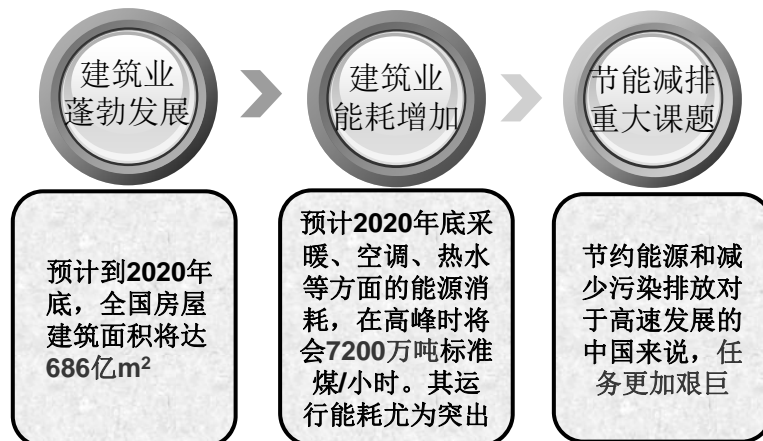 建筑业
蓬勃发展
建筑业
能耗增加
节能减排
重大课题
预计到2020年
底，全国房屋
建筑面积将达
686亿m²
预计2020年底采
暖、空调、热水
等方面的能源消
耗，在高峰时将
会7200万吨标准
煤/小时。其运
行能耗尤为突出
节约能源和减
少污染排放对
于高速发展的
中国来说，任
务更加艰巨